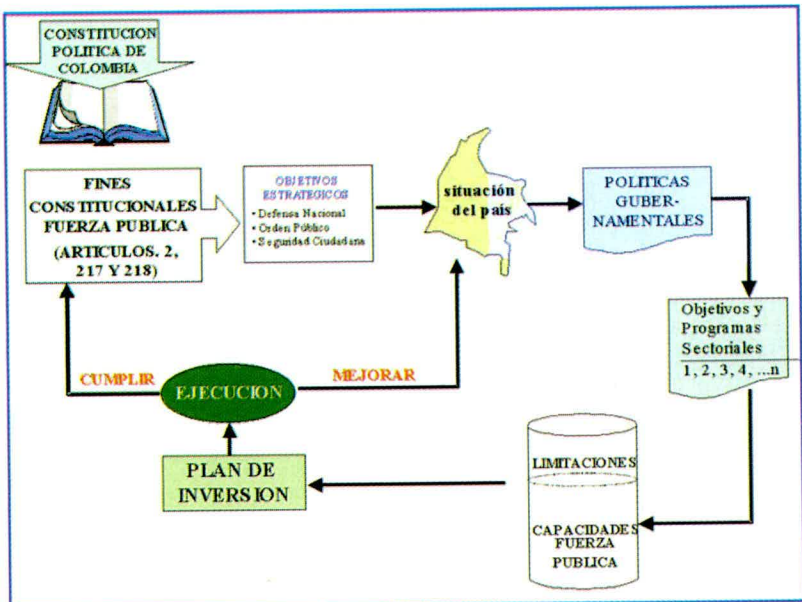 CONSTITUCION
POLITICA DE
COLOMBIA
FINES
CONSTITUCIONALES
FUERZA PUBLICA
(ARTICULOS. 2,
217 Y 218)
OBJETIVOS
ESTRATEGICOS
• Defensa Nacional
• Orden Público
• Seguridad Ciudadana
situación
del país
POLITICAS
GUBER-
NAMENTALES
Objetivos y
Programas
Sectoriales
1, 2, 3, 4, ...n
CUMPLIR
EJECUCION
MEJORAR
PLAN DE
INVERSION
LIMITACIONES
CAPACIDADES
FUERZA
PUBLICA